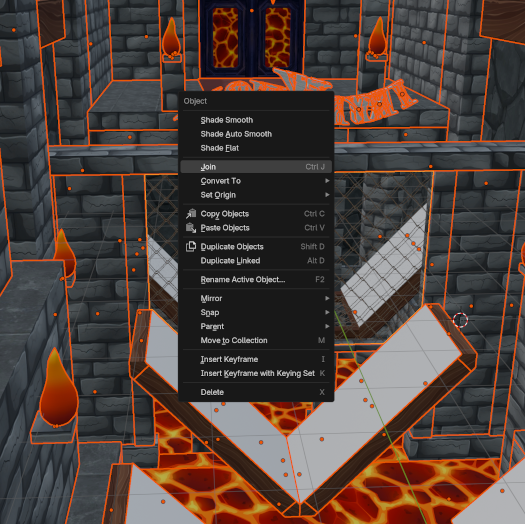 Object
Shade Smooth
Shade Auto Smooth
Shade Flat
Join Ctrl J
Convert To
Set Origin
Copy Objects Ctrl C
Paste Objects Ctrl V
Duplicate Objects Shift D
Duplicate Linked Alt D
Rename Active Object... F2
Mirror
Snap
Parent
Move to Collection M
Insert Keyframe I
Insert Keyframe with Keying Set K
Delete X